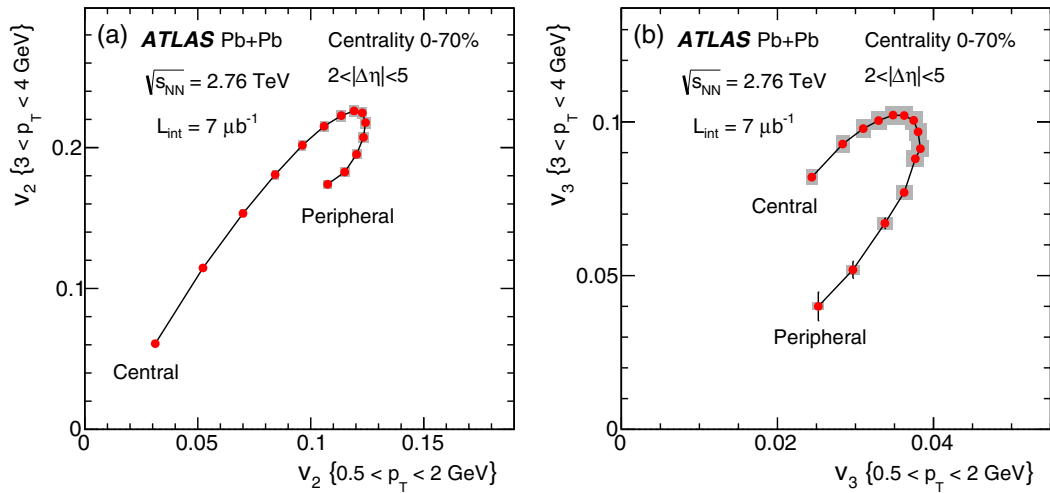 (a) ATLAS Pb+Pb Centrality 0-70%
√sNN = 2.76 TeV 2<|Δη|<5
Lint = 7 μb-1
v2 {3 < pT < 4 GeV}
0.2
0.1
0
Peripheral
Central
0 0.05 0.1 0.15
v2 {0.5 < pT < 2 GeV}
(b) ATLAS Pb+Pb Centrality 0-70%
√sNN = 2.76 TeV 2<|Δη|<5
Lint = 7 μb-1
v3 {3 < pT < 4 GeV}
0.1
0.05
0
Central
Peripheral
0 0.02 0.04
v3 {0.5 < pT < 2 GeV}